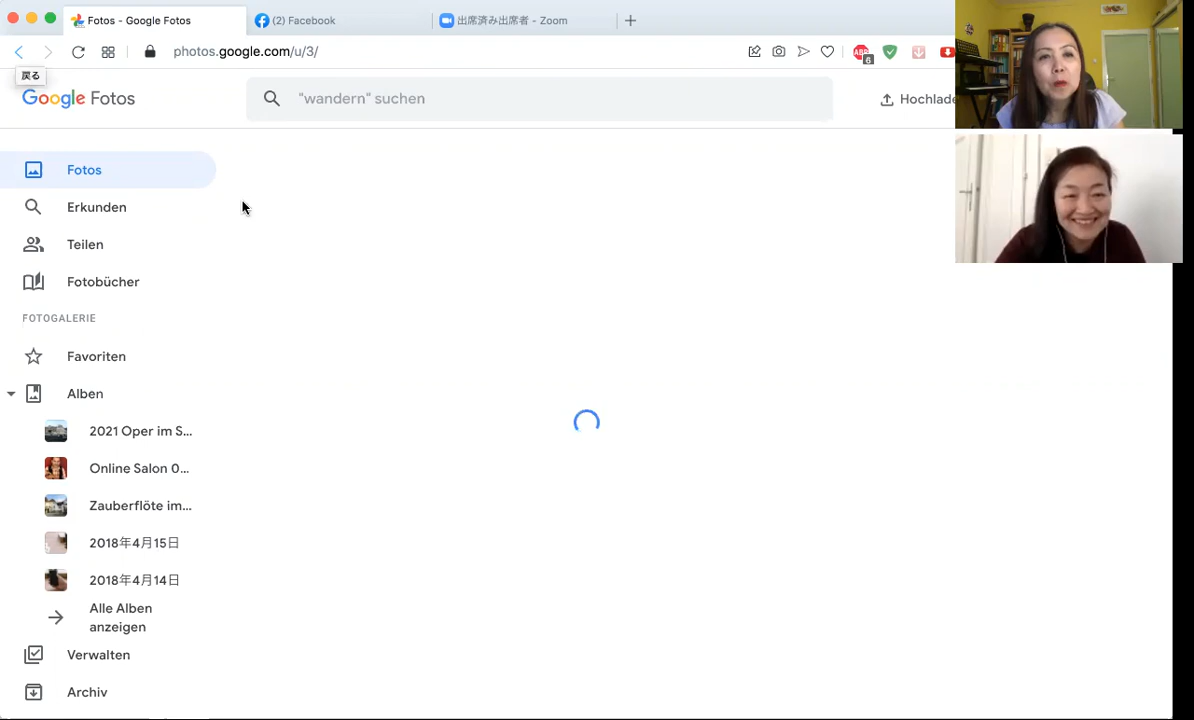 Fotos - Google Fotos
(2) Facebook
出席済み出席者 - Zoom
photos.google.com/u/3/
ABP
6
戻る
Google Fotos
"wandern" suchen
Hochlade
Fotos
Erkunden
Teilen
Fotobücher
FOTOGALERIE
Favoriten
Alben
2021 Oper im S...
Online Salon 0...
Zauberflöte im...
2018年4月15日
2018年4月14日
Alle Alben
anzeigen
Verwalten
Archiv